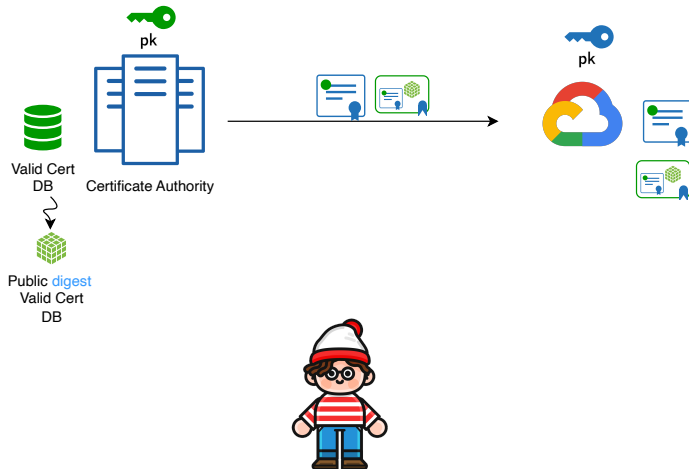 pk
pk
Valid Cert
DB
Certificate Authority
Public digest
Valid Cert
DB